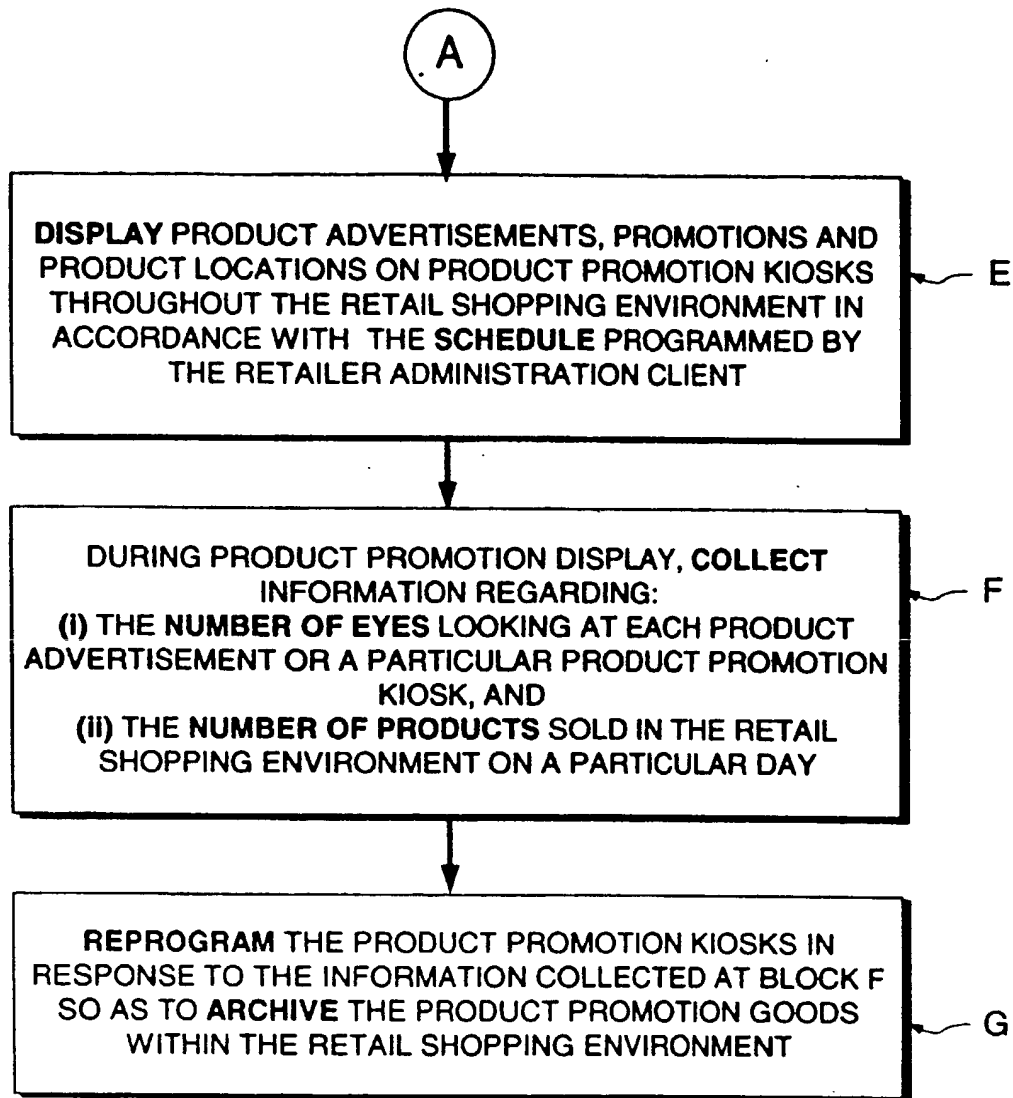 A
DISPLAY PRODUCT ADVERTISEMENTS, PROMOTIONS AND
PRODUCT LOCATIONS ON PRODUCT PROMOTION KIOSKS
THROUGHOUT THE RETAIL SHOPPING ENVIRONMENT IN
ACCORDANCE WITH THE SCHEDULE PROGRAMMED BY
THE RETAILER ADMINISTRATION CLIENT
E
DURING PRODUCT PROMOTION DISPLAY, COLLECT
INFORMATION REGARDING:
(i) THE NUMBER OF EYES LOOKING AT EACH PRODUCT
ADVERTISEMENT OR A PARTICULAR PRODUCT PROMOTION
KIOSK, AND
(ii) THE NUMBER OF PRODUCTS SOLD IN THE RETAIL
SHOPPING ENVIRONMENT ON A PARTICULAR DAY
F
REPROGRAM THE PRODUCT PROMOTION KIOSKS IN
RESPONSE TO THE INFORMATION COLLECTED AT BLOCK F
SO AS TO ARCHIVE THE PRODUCT PROMOTION GOODS
WITHIN THE RETAIL SHOPPING ENVIRONMENT
G